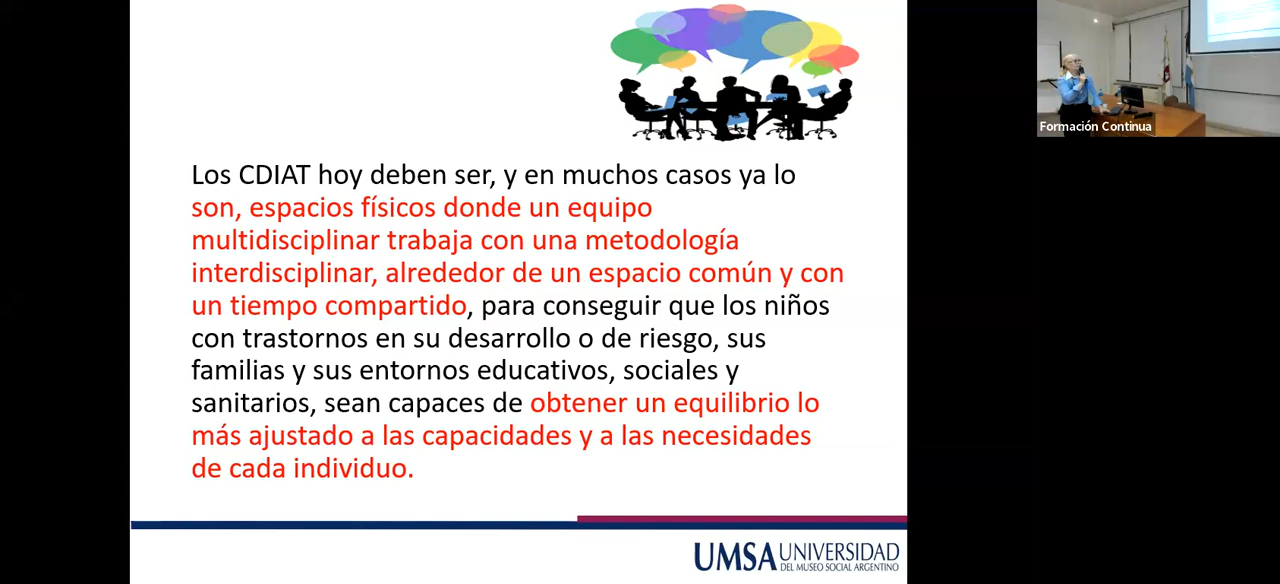 Formación Continua
Los CDIAT hoy deben ser, y en muchos casos ya lo
son, espacios físicos donde un equipo
multidisciplinar trabaja con una metodología
interdisciplinar, alrededor de un espacio común y con
un tiempo compartido, para conseguir que los niños
con trastornos en su desarrollo o de riesgo, sus
familias y sus entornos educativos, sociales y
sanitarios, sean capaces de obtener un equilibrio lo
más ajustado a las capacidades y a las necesidades
de cada individuo.
UMSA UNIVERSIDAD
DEL MUSEO SOCIAL ARGENTINO